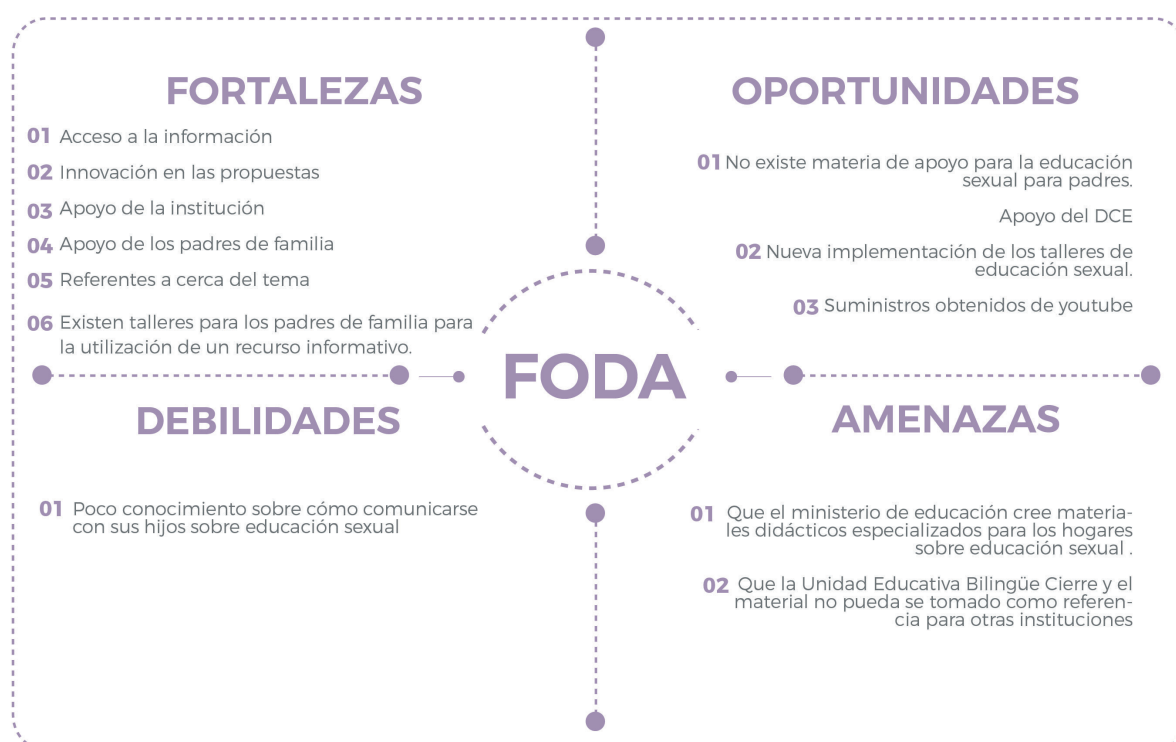 FORTALEZAS
01 Acceso a la información
02 Innovación en las propuestas
03 Apoyo de la institución
04 Apoyo de los padres de familia
05 Referentes a cerca del tema
06 Existen talleres para los padres de familia para
la utilización de un recurso informativo.
OPORTUNIDADES
01 No existe materia de apoyo para la educación
sexual para padres.
Apoyo del DCE
02 Nueva implementación de los talleres de
educación sexual.
03 Suministros obtenidos de youtube
FODA
DEBILIDADES
01 Poco conocimiento sobre cómo comunicarse
con sus hijos sobre educación sexual
AMENAZAS
01 Que el ministerio de educación cree materia-
les didácticos especializados para los hogares
sobre educación sexual .
02 Que la Unidad Educativa Bilingüe Cierre y el
material no pueda se tomado como referen-
cia para otras instituciones